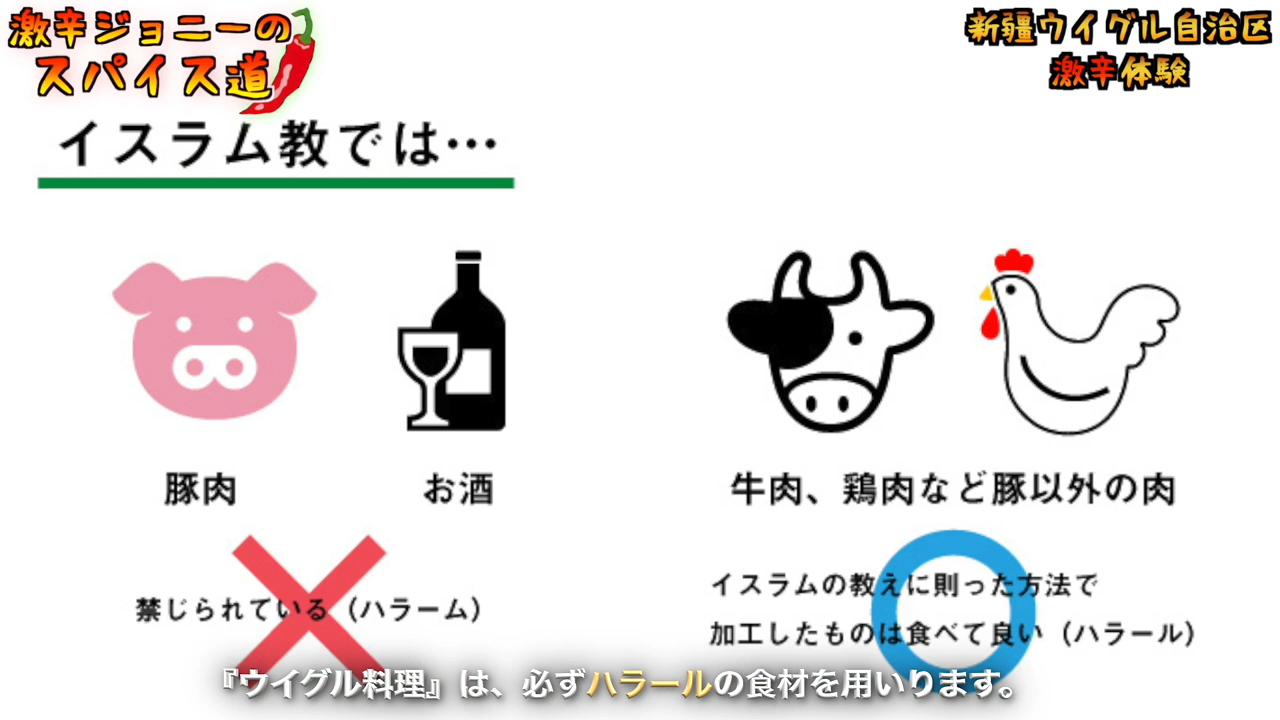 激辛ジョニーの
スパイス道
新疆ウイグル自治区
激辛体験
イスラム教では…
豚肉
お酒
牛肉、鶏肉など豚以外の肉
禁じられている（ハラーム）
イスラムの教えに則った方法で
加工したものは食べて良い（ハラール）
『ウイグル料理』は、必ずハラールの食材を用いります。